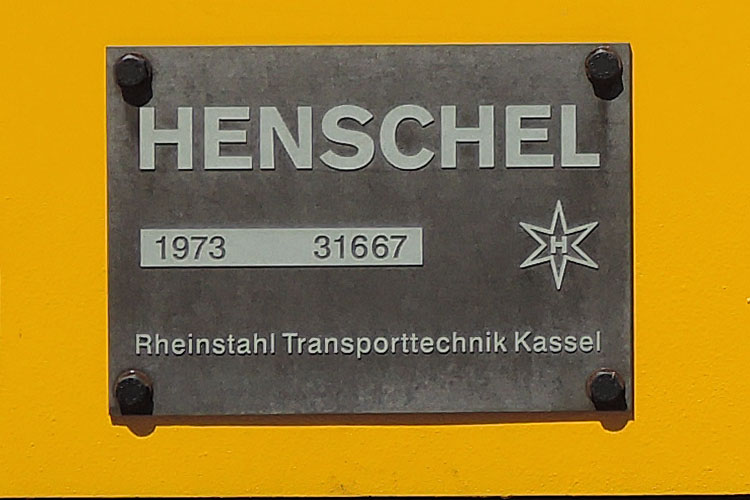 HENSCHEL
1973 31667
H
Rheinstahl Transporttechnik Kassel